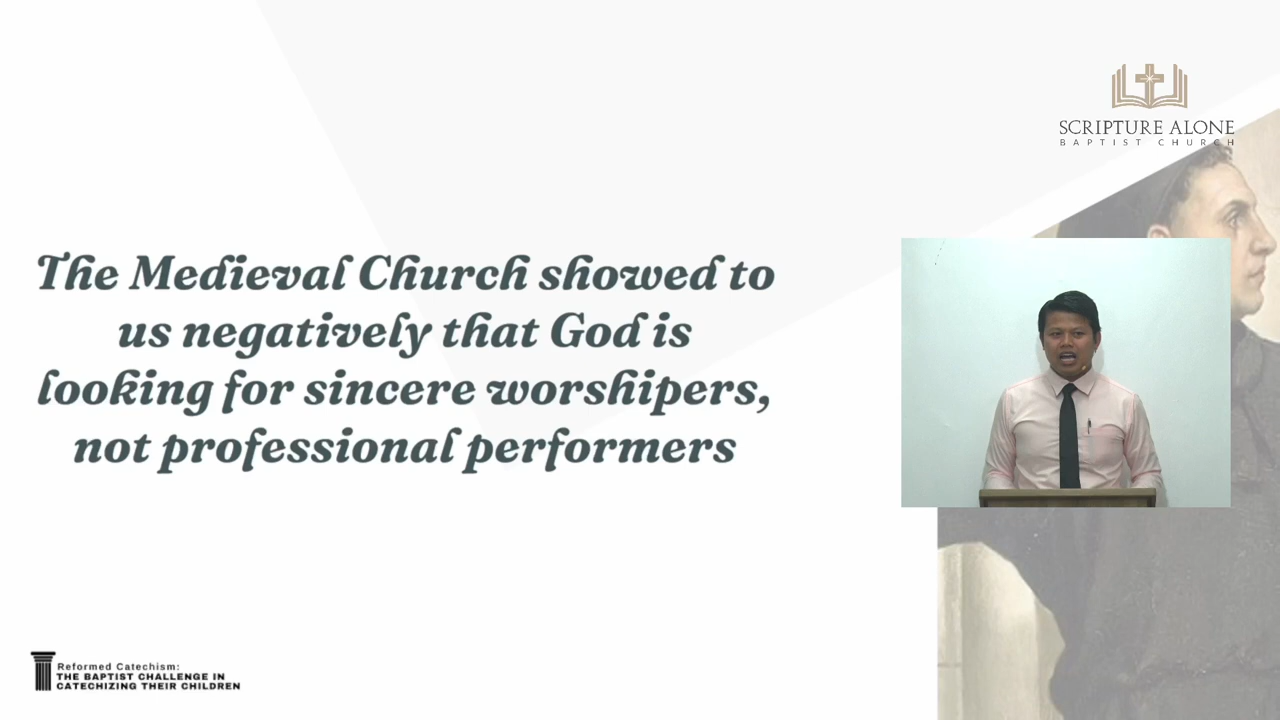 SCRIPTURE ALONE
BAPTIST CHURCH
The Medieval Church showed to
us negatively that God is
looking for sincere worshipers,
not professional performers
Reformed Catechism:
THE BAPTIST CHALLENGE IN
CATECHIZING THEIR CHILDREN